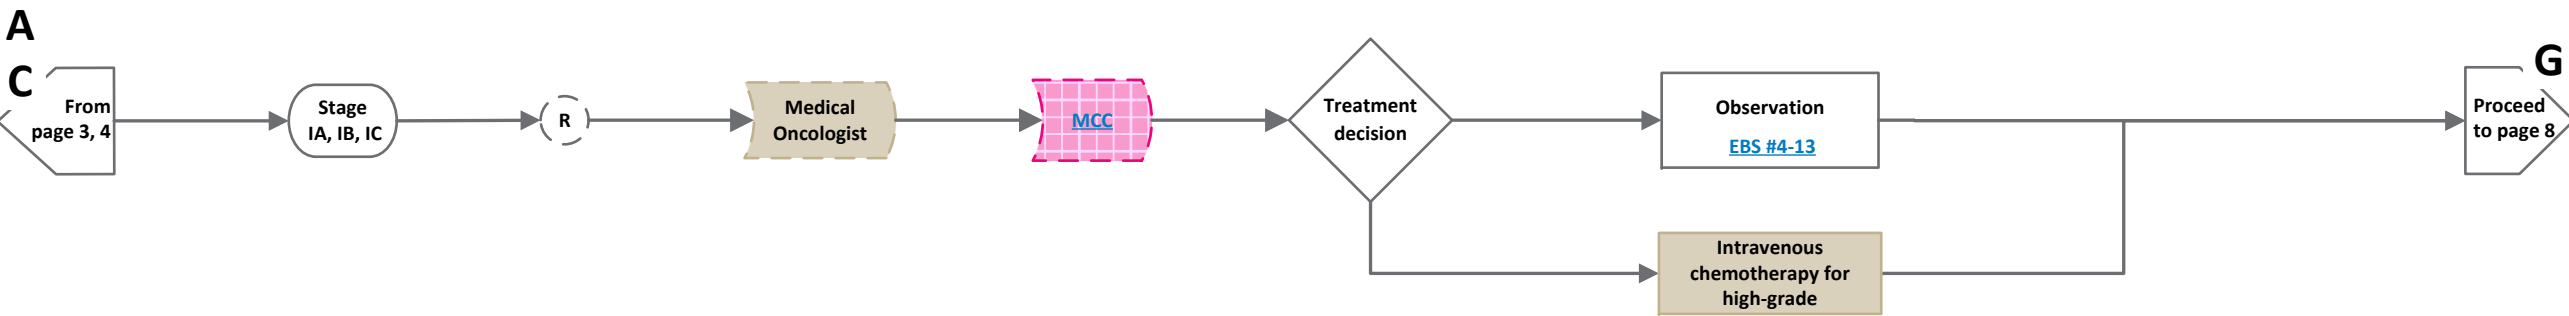 A
C
From
page 3, 4
Stage
IA, IB, IC
R
Medical
Oncologist
MCC
Treatment
decision
Observation
EBS #4-13
Intravenous
chemotherapy for
high-grade
G
Proceed
to page 8